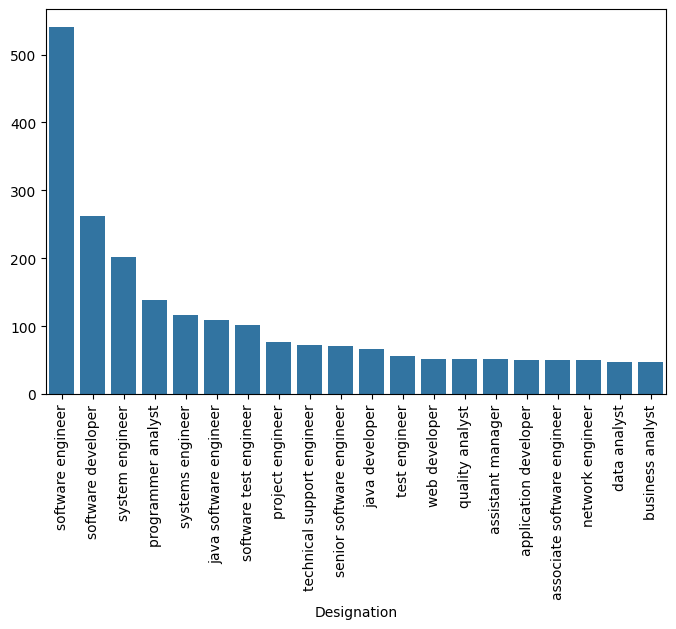 500
400
300
200
100
0
software engineer
software developer
system engineer
programmer analyst
systems engineer
java software engineer
software test engineer
project engineer
technical support engineer
senior software engineer
java developer
test engineer
web developer
quality analyst
assistant manager
application developer
associate software engineer
network engineer
data analyst
business analyst
Designation